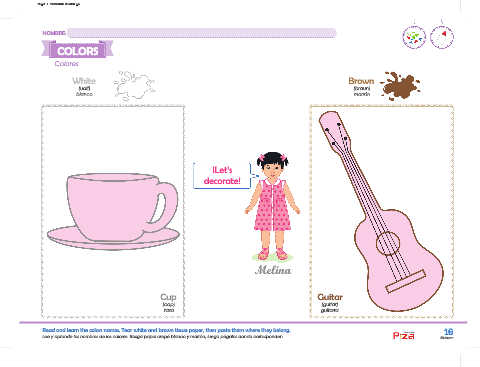 NOMBRE:
COLORS
Colores
White
(uait)
blanco
Brown
(braun)
marrón
¡Let's
decorate!
Melina
Cup
(cap)
taza
Guitar
(guitar)
guitarra
Read and learn the color names. Tear white and brown tissue paper, then paste them where they belong.
Lee y aprende los nombres de los colores. Rasga papel crepé blanco y marrón, luego pégalos donde correspondan.
16